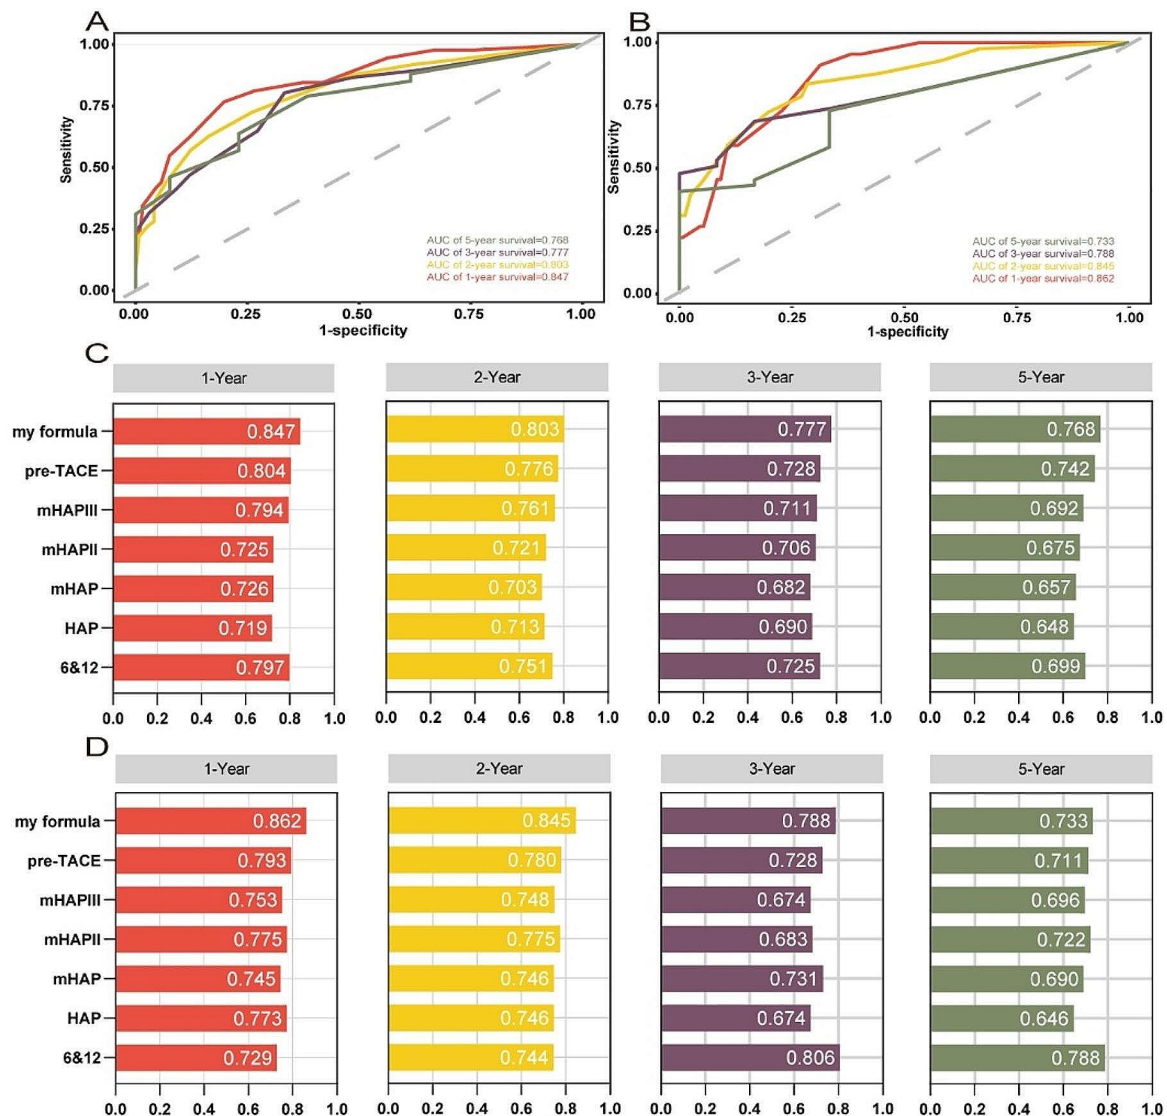 A
1.00
0.75
0.50
0.25
0.00
Sensitivity
AUC of 5-year survival=0.768
AUC of 3-year survival=0.777
AUC of 2-year survival=0.803
AUC of 1-year survival=0.847
0.00 0.25 0.50 0.75 1.00
1-specificity
B
1.00
0.75
0.50
0.25
0.00
Sensitivity
AUC of 5-year survival=0.733
AUC of 3-year survival=0.788
AUC of 2-year survival=0.845
AUC of 1-year survival=0.862
0.00 0.25 0.50 0.75 1.00
1-specificity
C
1-Year 2-Year 3-Year 5-Year
my formula 0.847 0.803 0.777 0.768
pre-TACE 0.804 0.776 0.728 0.742
mHAPIII 0.794 0.761 0.711 0.692
mHAPII 0.725 0.721 0.706 0.675
mHAP 0.726 0.703 0.682 0.657
HAP 0.719 0.713 0.690 0.648
6&12 0.797 0.751 0.725 0.699
0.0 0.2 0.4 0.6 0.8 1.0 0.0 0.2 0.4 0.6 0.8 1.0 0.0 0.2 0.4 0.6 0.8 1.0 0.0 0.2 0.4 0.6 0.8 1.0
D
1-Year 2-Year 3-Year 5-Year
my formula 0.862 0.845 0.788 0.733
pre-TACE 0.793 0.780 0.728 0.711
mHAPIII 0.753 0.748 0.674 0.696
mHAPII 0.775 0.775 0.683 0.722
mHAP 0.745 0.746 0.731 0.690
HAP 0.773 0.746 0.674 0.646
6&12 0.729 0.744 0.806 0.788
0.0 0.2 0.4 0.6 0.8 1.0 0.0 0.2 0.4 0.6 0.8 1.0 0.0 0.2 0.4 0.6 0.8 1.0 0.0 0.2 0.4 0.6 0.8 1.0